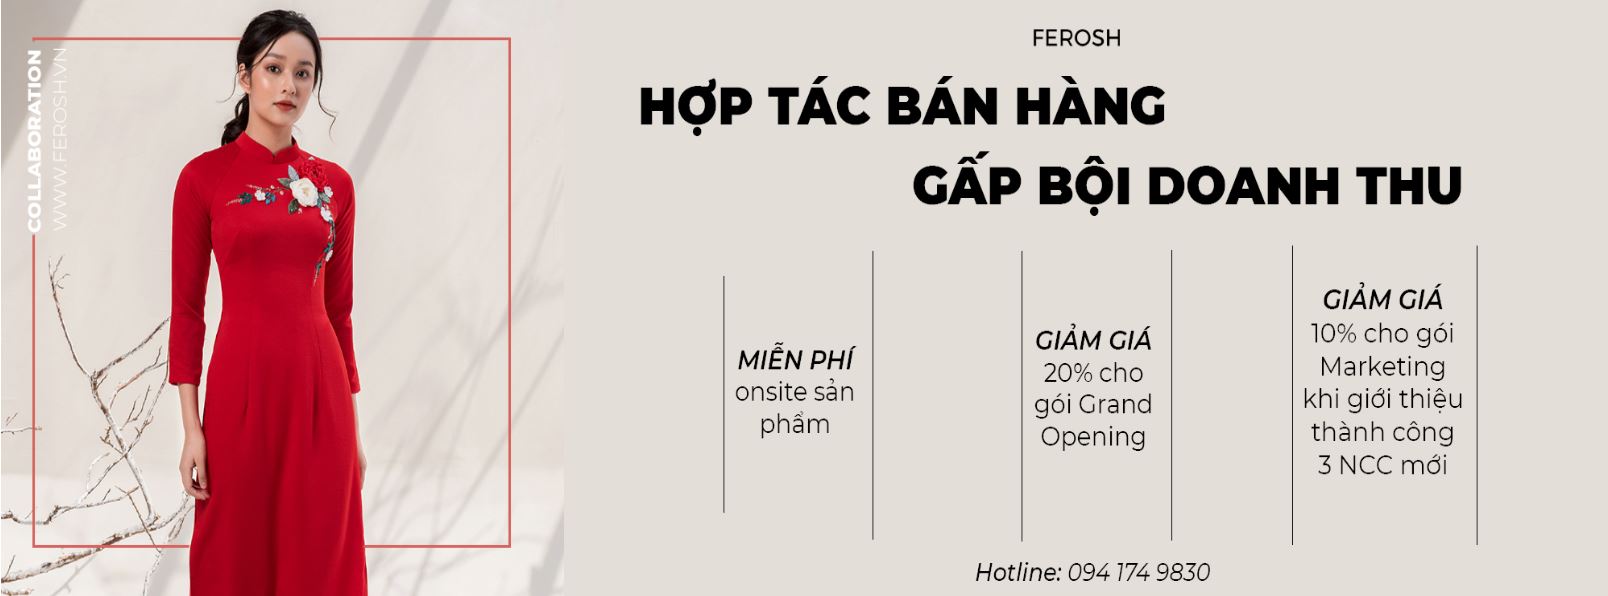 COLLABORATION
WWW.FEROSH.VN
FEROSH
HỢP TÁC BÁN HÀNG
GẤP BỘI DOANH THU
MIỄN PHÍ
onsite sản
phẩm
GIẢM GIÁ
20% cho
gói Grand
Opening
GIẢM GIÁ
10% cho gói
Marketing
khi giới thiệu
thành công
3 NCC mới
Hotline: 094 174 9830